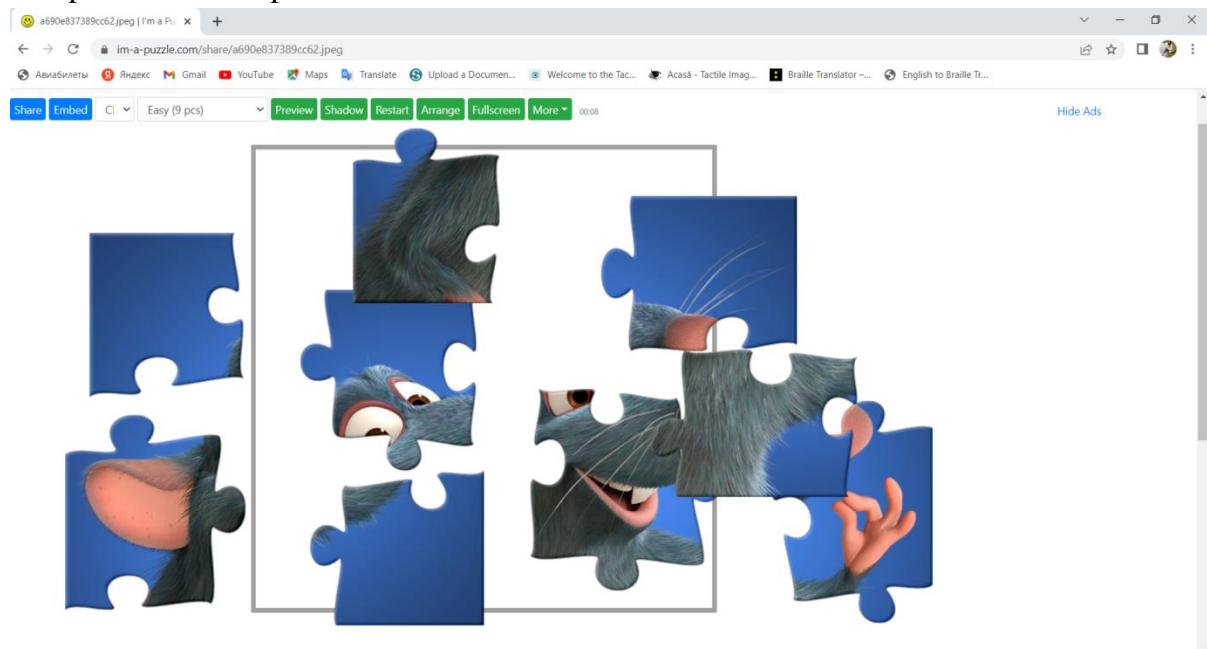 a690e837389cc62.jpeg | I'm a Pu
im-a-puzzle.com/share/a690e837389cc62.jpeg
Авиабилеты Яндекс Gmail YouTube Maps Translate Upload a Documen... Welcome to the Tac... Acasă - Tactile Imag... Braille Translator –... English to Braille Tr...
Share Embed Easy (9 pcs) Preview Shadow Restart Arrange Fullscreen More 00:08 Hide Ads